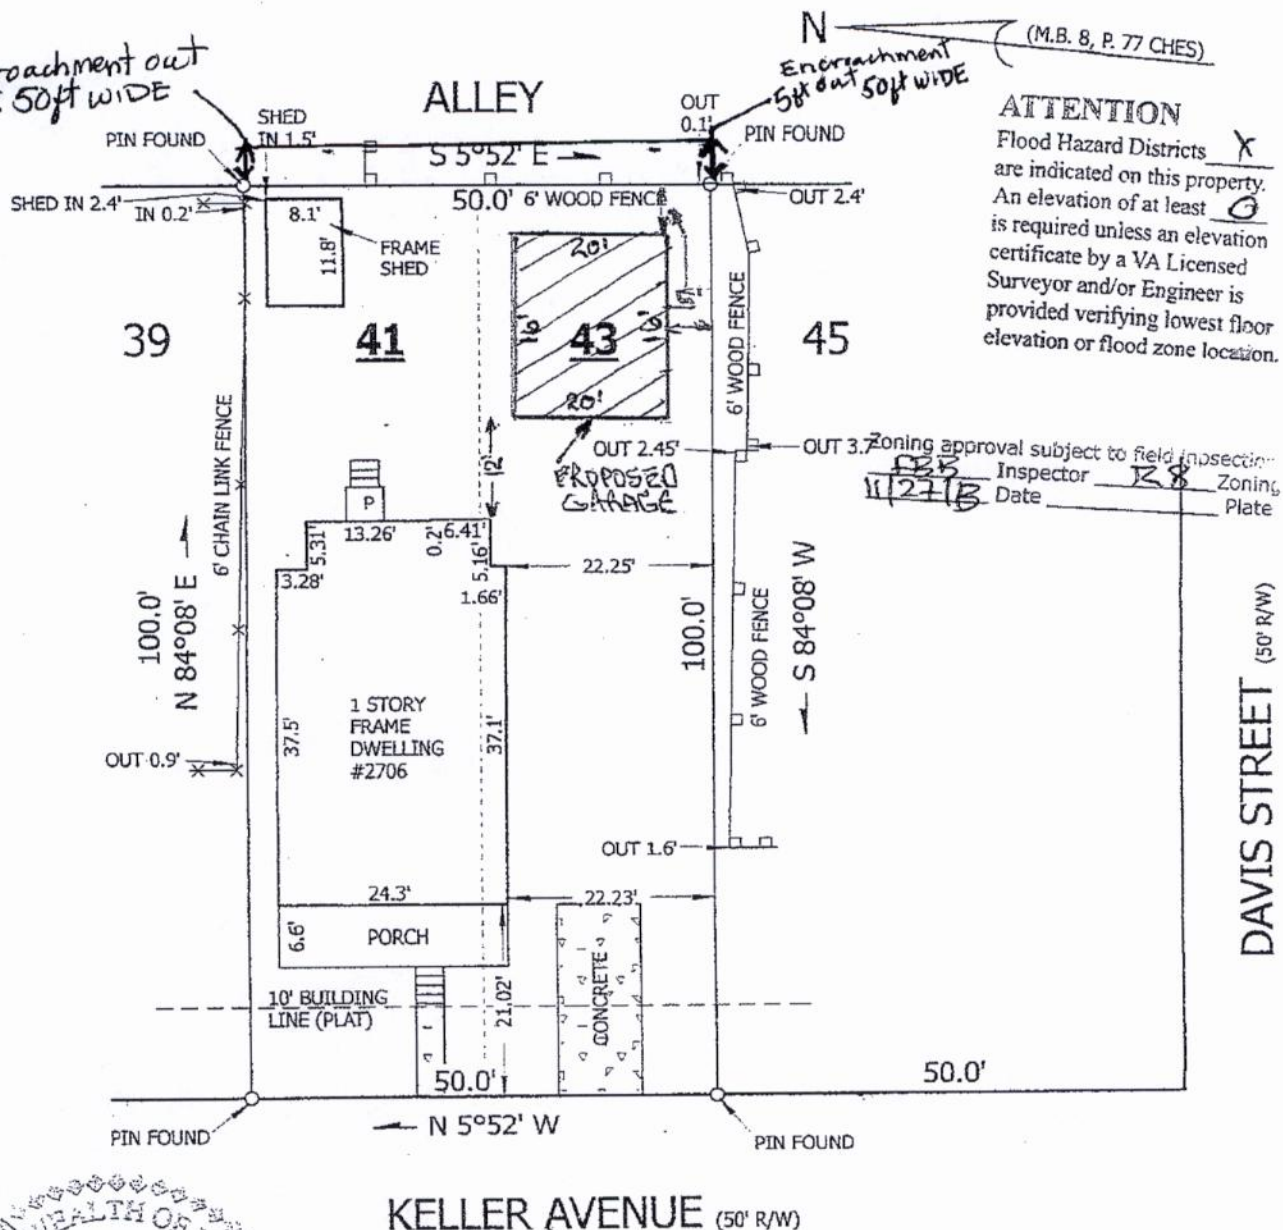 N
(M.B. 8, P. 77 CHES)
oachment out
50ft WIDE
Encroachment
5ft out 50ft WIDE
ALLEY
OUT
0.1'
SHED
IN 1.5'
PIN FOUND
PIN FOUND
S 5°52' E
ATTENTION
Flood Hazard Districts X
are indicated on this property.
An elevation of at least O
is required unless an elevation
certificate by a VA Licensed
Surveyor and/or Engineer is
provided verifying lowest floor
elevation or flood zone location.
SHED IN 2.4'
IN 0.2'
50.0'
6' WOOD FENCE
OUT 2.4'
8.1'
11.8'
FRAME
SHED
20'
16'
20'
39
41
43
45
6' WOOD FENCE
6' CHAIN LINK FENCE
OUT 2.45'
OUT 3.7
PROPOSED
GARAGE
12'
Zoning approval subject to field inpsection
Inspector R8 Zoning
Date Plate
P
13.26'
0.2'
6.41'
5.31'
5.16'
3.28'
1.66'
22.25'
100.0'
N 84°08' E
100.0'
S 84°08' W
6' WOOD FENCE
1 STORY
FRAME
DWELLING
#2706
37.5'
37.1'
OUT 0.9'
OUT 1.6'
24.3'
22.23'
6.6'
PORCH
10' BUILDING
LINE (PLAT)
21.02'
CONCRETE
50.0'
50.0'
N 5°52' W
PIN FOUND
PIN FOUND
DAVIS STREET (50' R/W)
KELLER AVENUE (50' R/W)
EALTH OF